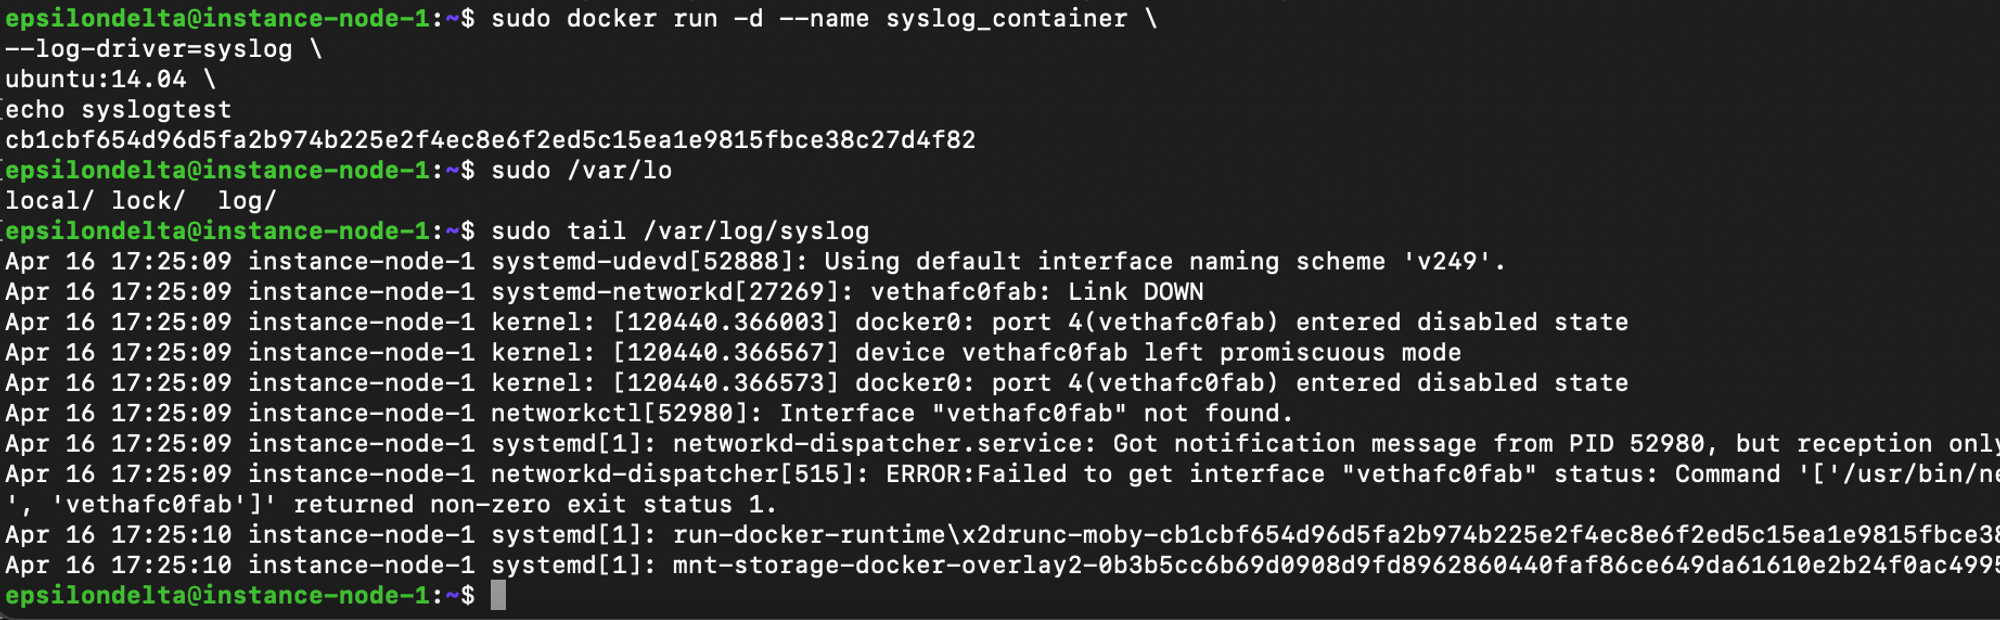 epsilondelta@instance-node-1:~$ sudo docker run -d --name syslog_container \
--log-driver=syslog \
ubuntu:14.04 \
echo syslogtest
cb1cbf654d96d5fa2b974b225e2f4ec8e6f2ed5c15ea1e9815fbce38c27d4f82
epsilondelta@instance-node-1:~$ sudo /var/lo
local/ lock/  log/
epsilondelta@instance-node-1:~$ sudo tail /var/log/syslog
Apr 16 17:25:09 instance-node-1 systemd-udevd[52888]: Using default interface naming scheme 'v249'.
Apr 16 17:25:09 instance-node-1 systemd-networkd[27269]: vethafc0fab: Link DOWN
Apr 16 17:25:09 instance-node-1 kernel: [120440.366003] docker0: port 4(vethafc0fab) entered disabled state
Apr 16 17:25:09 instance-node-1 kernel: [120440.366567] device vethafc0fab left promiscuous mode
Apr 16 17:25:09 instance-node-1 kernel: [120440.366573] docker0: port 4(vethafc0fab) entered disabled state
Apr 16 17:25:09 instance-node-1 networkctl[52980]: Interface "vethafc0fab" not found.
Apr 16 17:25:09 instance-node-1 systemd[1]: networkd-dispatcher.service: Got notification message from PID 52980, but reception only
Apr 16 17:25:09 instance-node-1 networkd-dispatcher[515]: ERROR:Failed to get interface "vethafc0fab" status: Command '['/usr/bin/ne
', 'vethafc0fab']' returned non-zero exit status 1.
Apr 16 17:25:10 instance-node-1 systemd[1]: run-docker-runtime\x2drunc-moby-cb1cbf654d96d5fa2b974b225e2f4ec8e6f2ed5c15ea1e9815fbce38
Apr 16 17:25:10 instance-node-1 systemd[1]: mnt-storage-docker-overlay2-0b3b5cc6b69d0908d9fd8962860440faf86ce649da61610e2b24f0ac4995
epsilondelta@instance-node-1:~$